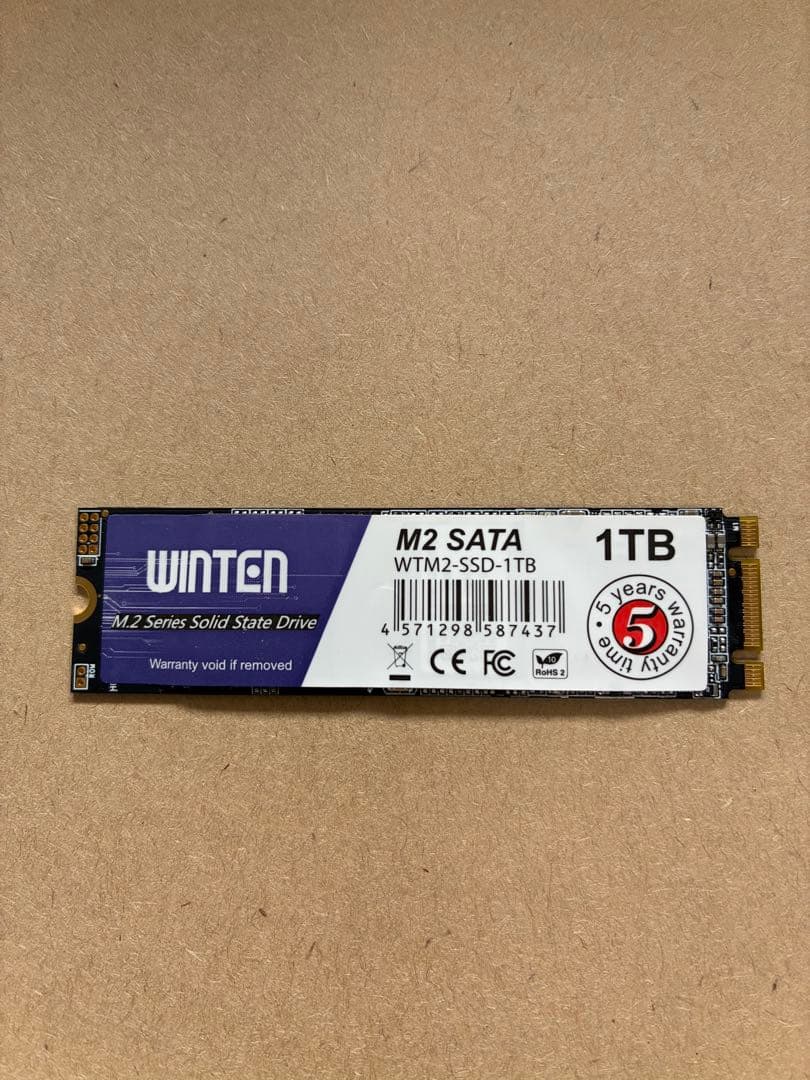 WINTEN
M.2 Series Solid State Drive
Warranty void if removed
M2 SATA
WTM2-SSD-1TB
4 571298 587437
CE FC
10
RoHS 2
1TB
5 years warranty time
5